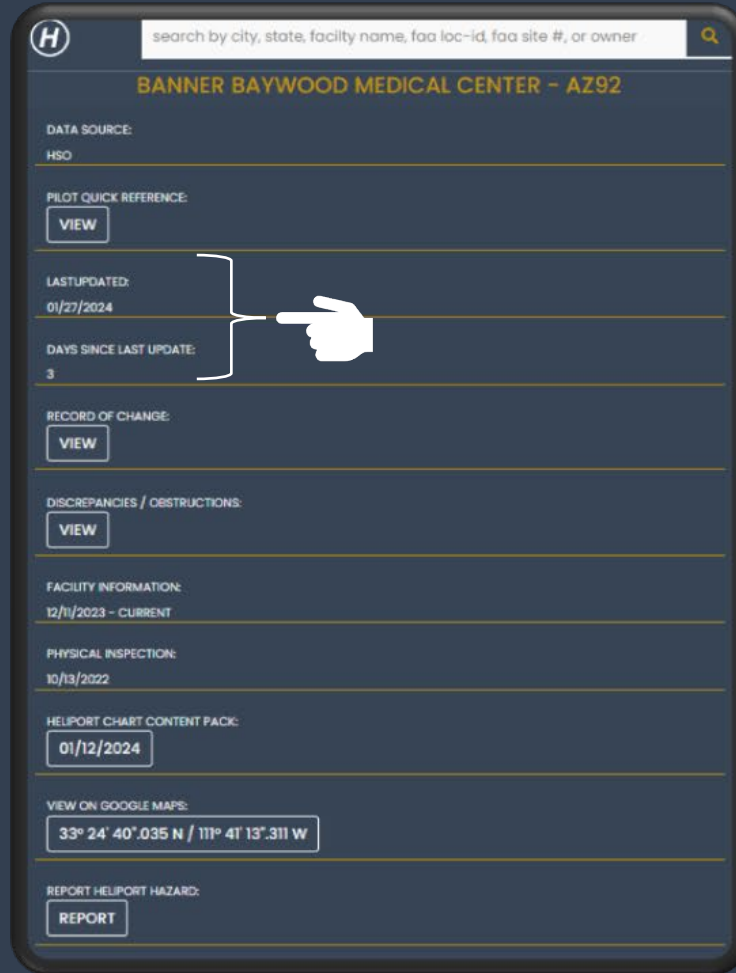 H
search by city, state, facilty name, faa loc-id, faa site #, or owner
BANNER BAYWOOD MEDICAL CENTER - AZ92
DATA SOURCE:
HSO
PILOT QUICK REFERENCE:
VIEW
LASTUPDATED:
01/27/2024
DAYS SINCE LAST UPDATE:
3
RECORD OF CHANGE:
VIEW
DISCREPANCIES / OBSTRUCTIONS:
VIEW
FACILITY INFORMATION:
12/11/2023 - CURRENT
PHYSICAL INSPECTION:
10/13/2022
HELIPORT CHART CONTENT PACK:
01/12/2024
VIEW ON GOOGLE MAPS:
33º 24' 40".035 N / 111º 41' 13".311 W
REPORT HELIPORT HAZARD:
REPORT